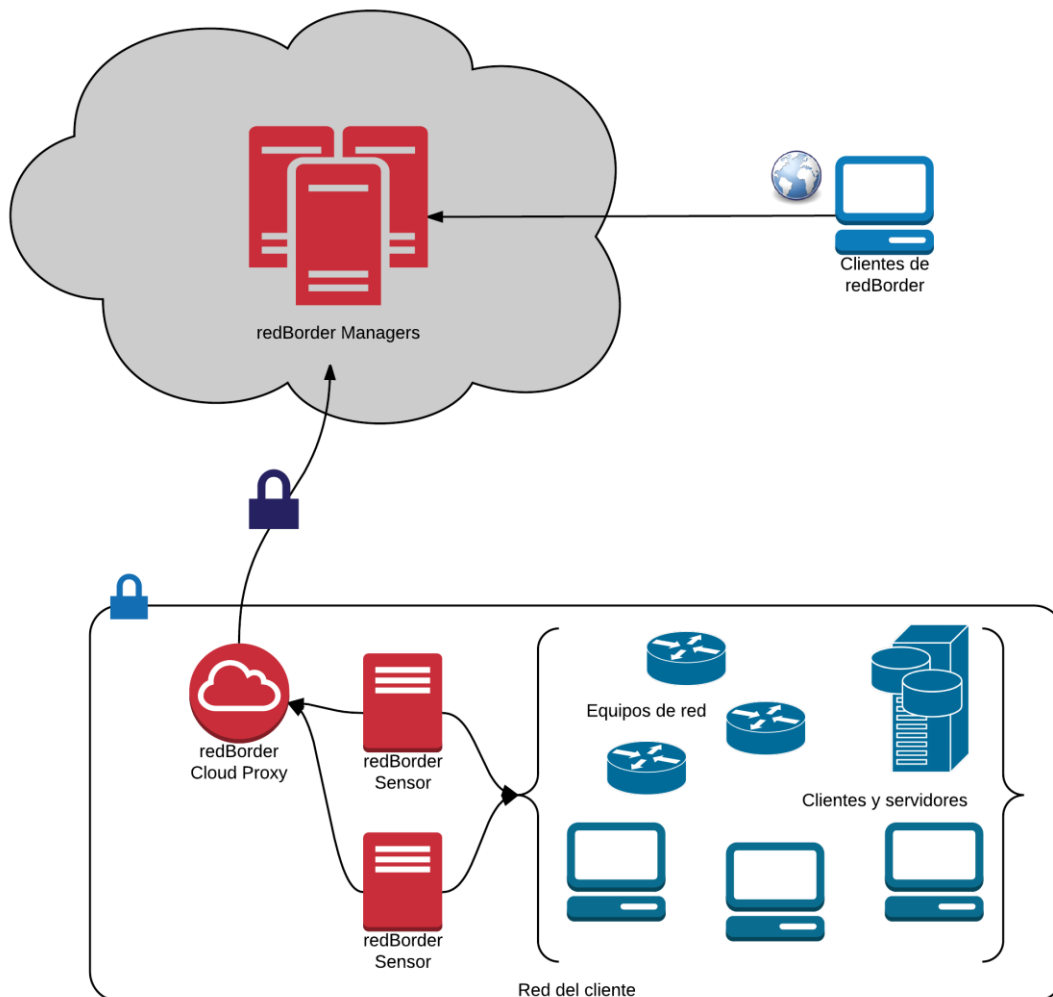 redBorder Managers
Clientes de
redBorder
redBorder
Cloud Proxy
redBorder
Sensor
redBorder
Sensor
Equipos de red
Clientes y servidores
Red del cliente